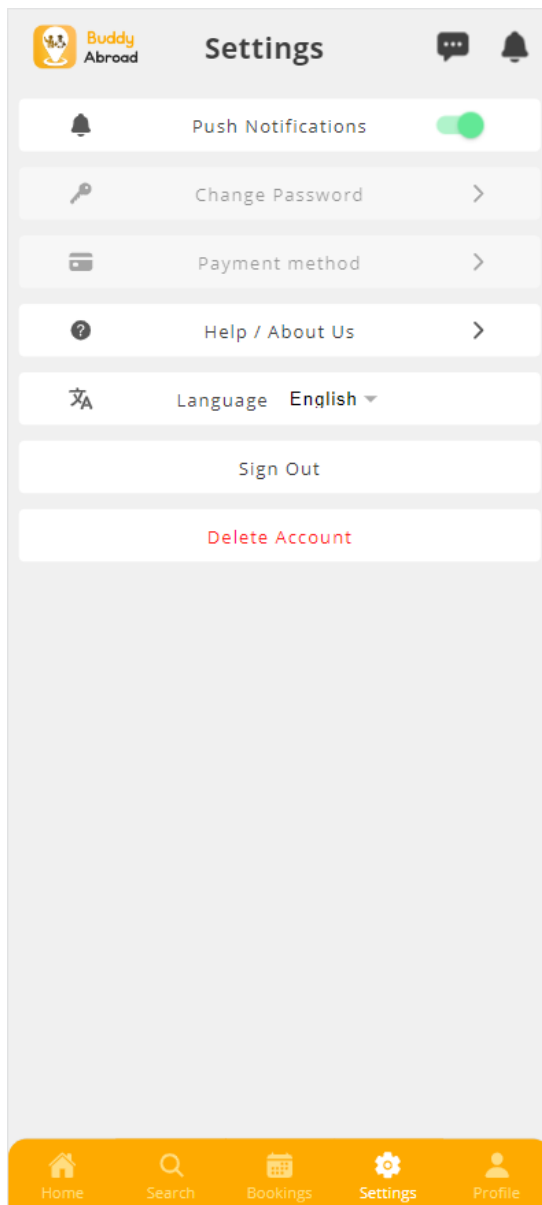 Buddy
Abroad
Settings
Push Notifications
Change Password
Payment method
Help / About Us
Language English
Sign Out
Delete Account
Home Search Bookings Settings Profile